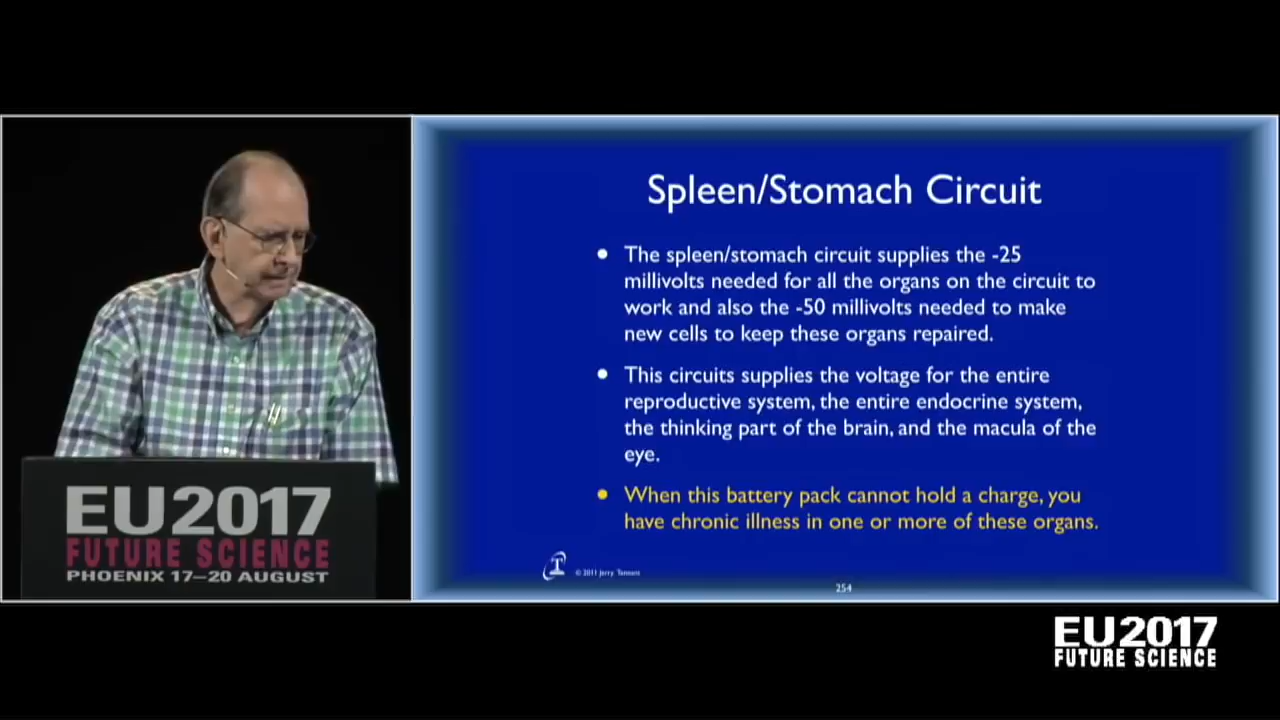 Spleen/Stomach Circuit
The spleen/stomach circuit supplies the -25
millivolts needed for all the organs on the circuit to
work and also the -50 millivolts needed to make
new cells to keep these organs repaired.
This circuits supplies the voltage for the entire
reproductive system, the entire endocrine system,
the thinking part of the brain, and the macula of the
eye.
When this battery pack cannot hold a charge, you
have chronic illness in one or more of these organs.
T
© 2011 Jerry Tennant
254
EU2017
FUTURE SCIENCE
PHOENIX 17–20 AUGUST
EU2017
FUTURE SCIENCE